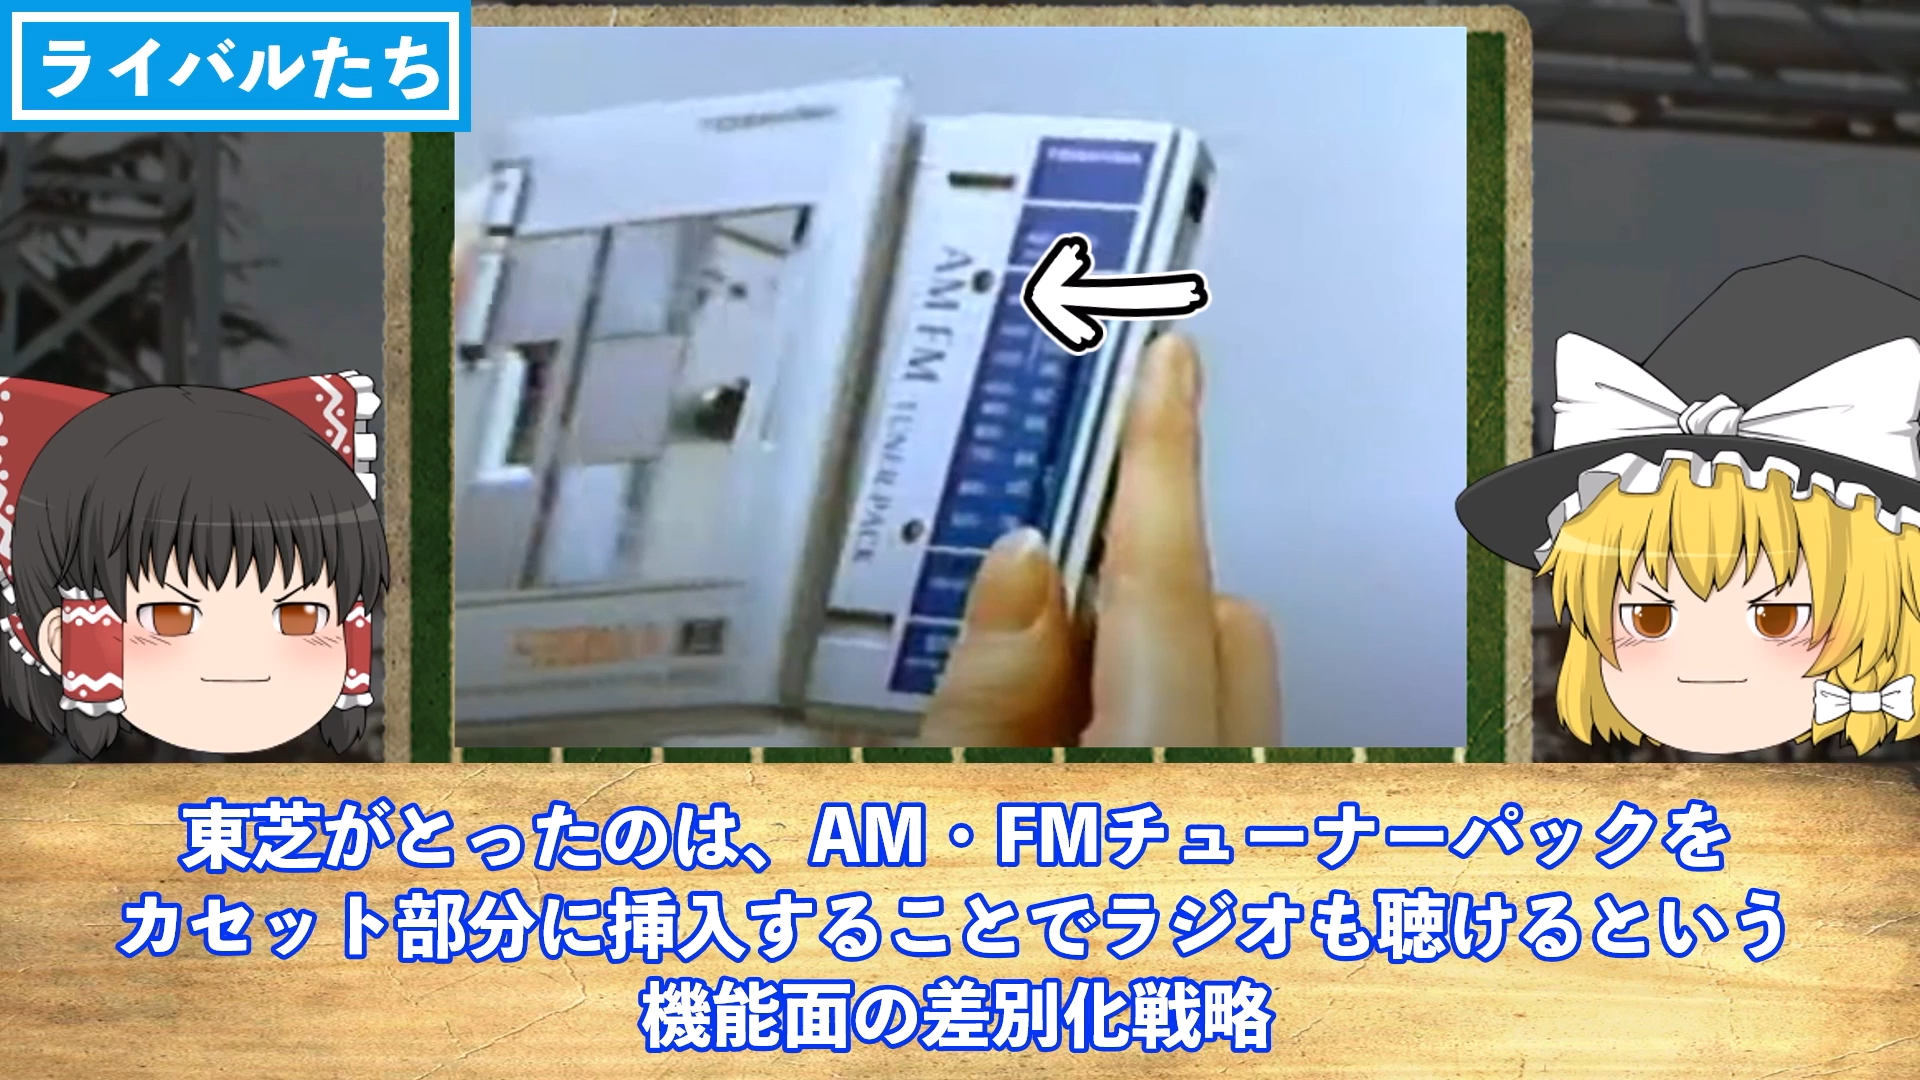 ライバルたち
TOSHIBA
TOSHIBA
AM FM TUNER PACK
東芝がとったのは、AM・FMチューナーパックを
カセット部分に挿入することでラジオも聴けるという
機能面の差別化戦略